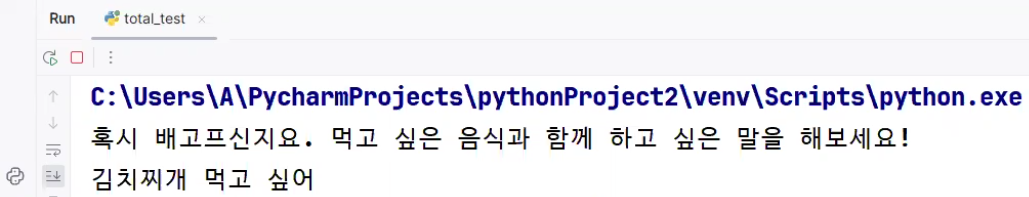 Run total_test
C:\Users\A\PycharmProjects\pythonProject2\venv\Scripts\python.exe
혹시 배고프신지요. 먹고 싶은 음식과 함께 하고 싶은 말을 해보세요!
김치찌개 먹고 싶어